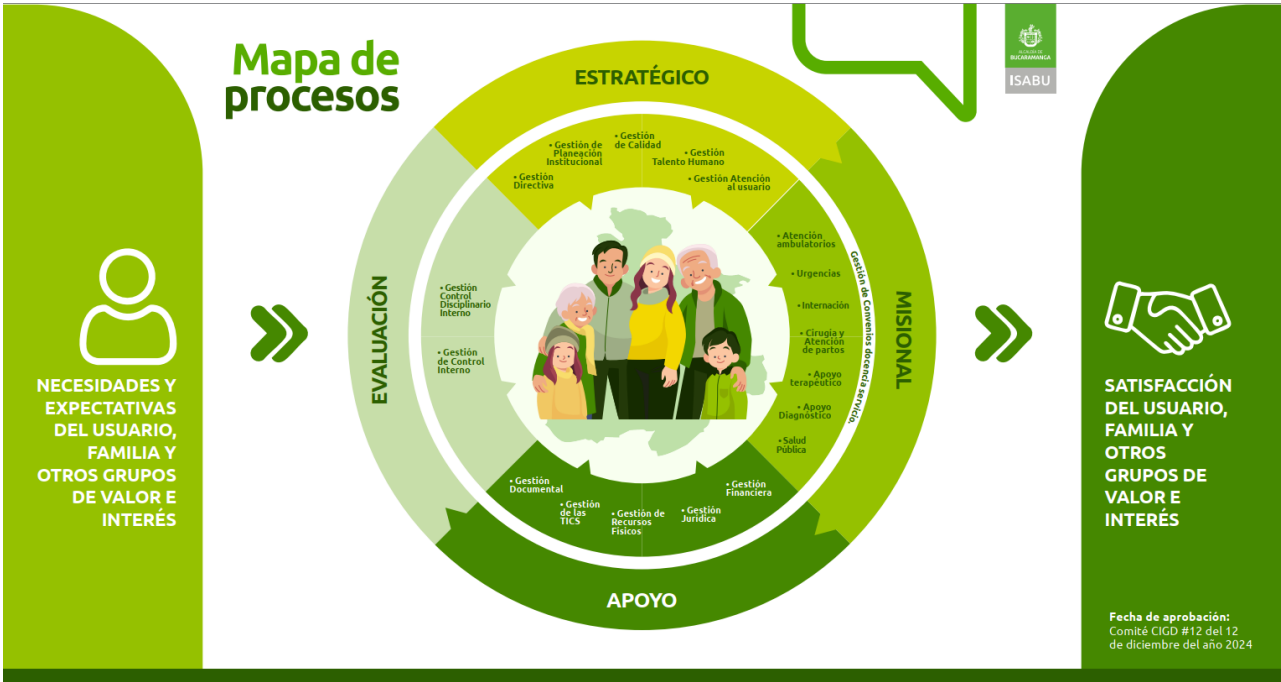 Mapa de
procesos
ALCALDÍA DE
BUCARAMANGA
ISABU
NECESIDADES Y
EXPECTATIVAS
DEL USUARIO,
FAMILIA Y
OTROS GRUPOS
DE VALOR E
INTERÉS
ESTRATÉGICO
• Gestión
Directiva
• Gestión de
Planeación
Institucional
• Gestión
de Calidad
• Gestión
Talento Humano
• Gestión Atención
al usuario
MISIONAL
Gestión de Convenios docencia servicio.
• Atención
ambulatorios
• Urgencias
• Internación
• Cirugía y
Atención
de partos
• Apoyo
terapéutico
• Apoyo
Diagnóstico
• Salud
Pública
APOYO
• Gestión
Documental
• Gestión
de las
TICS
• Gestión de
Recursos
Físicos
• Gestión
Jurídica
• Gestión
Financiera
EVALUACIÓN
• Gestión
Control
Disciplinario
Interno
• Gestión
de Control
Interno
SATISFACCIÓN
DEL USUARIO,
FAMILIA Y
OTROS
GRUPOS DE
VALOR E
INTERÉS
Fecha de aprobación:
Comité CIGD #12 del 12
de diciembre del año 2024